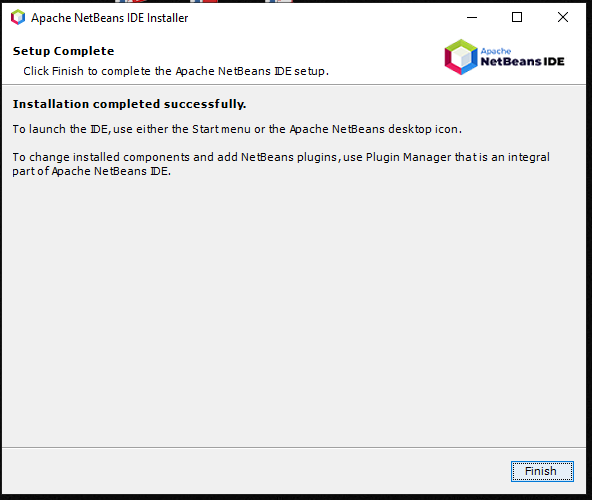 Apache NetBeans IDE Installer
Setup Complete
Click Finish to complete the Apache NetBeans IDE setup.
Apache
NetBeans IDE
Installation completed successfully.
To launch the IDE, use either the Start menu or the Apache NetBeans desktop icon.
To change installed components and add NetBeans plugins, use Plugin Manager that is an integral
part of Apache NetBeans IDE.
Finish